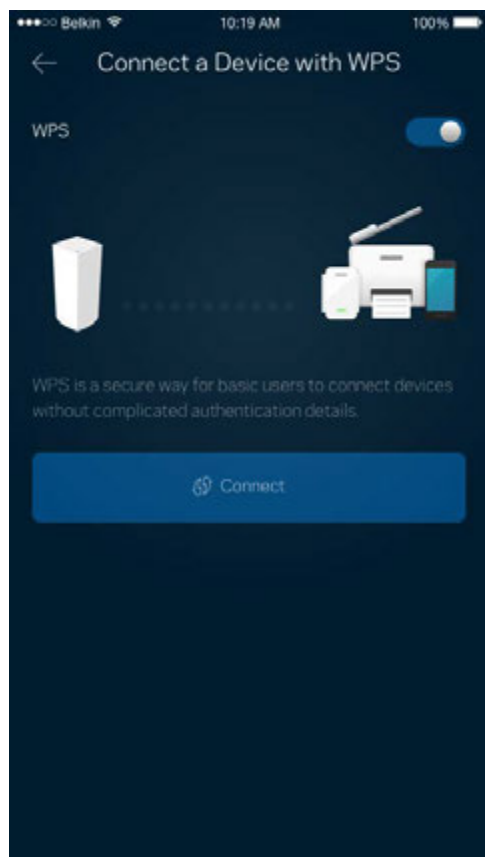 Belkin 10:19 AM 100%
Connect a Device with WPS
WPS
WPS is a secure way for basic users to connect devices
without complicated authentication details.
Connect